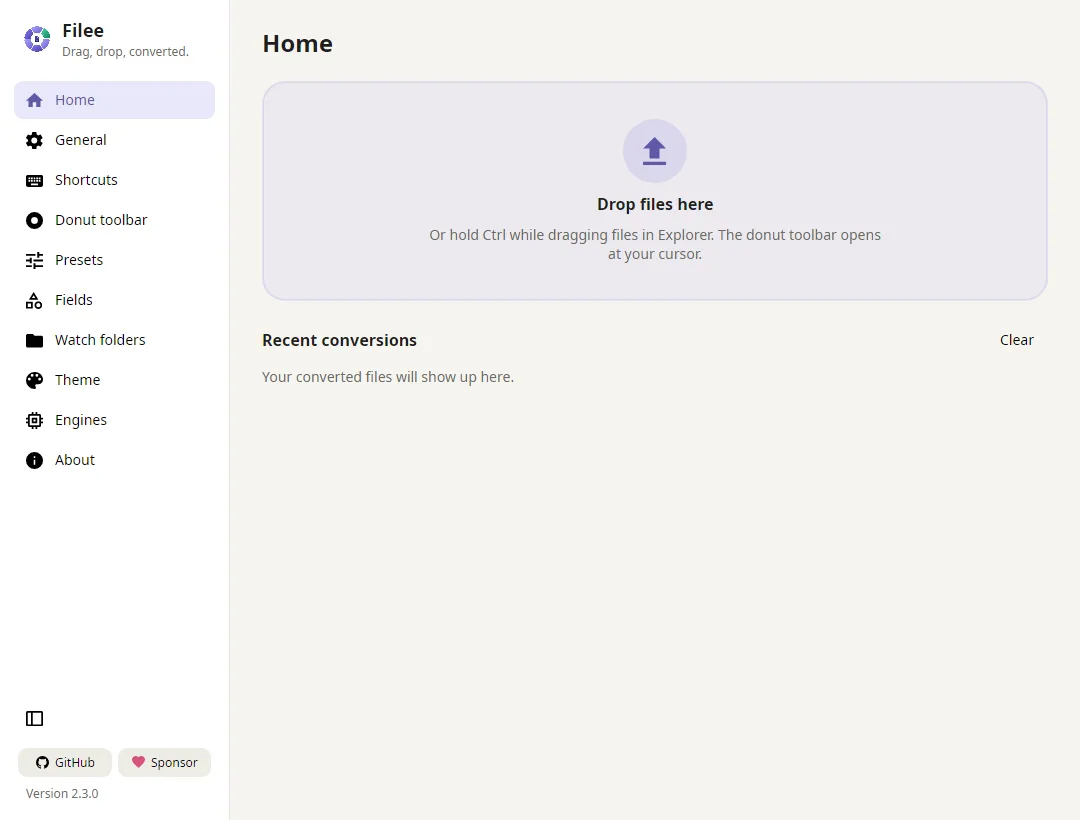 Filee
Drag, drop, converted.
Home
General
Shortcuts
Donut toolbar
Presets
Fields
Watch folders
Theme
Engines
About
GitHub
Sponsor
Version 2.3.0
Home
Drop files here
Or hold Ctrl while dragging files in Explorer. The donut toolbar opens
at your cursor.
Recent conversions
Clear
Your converted files will show up here.